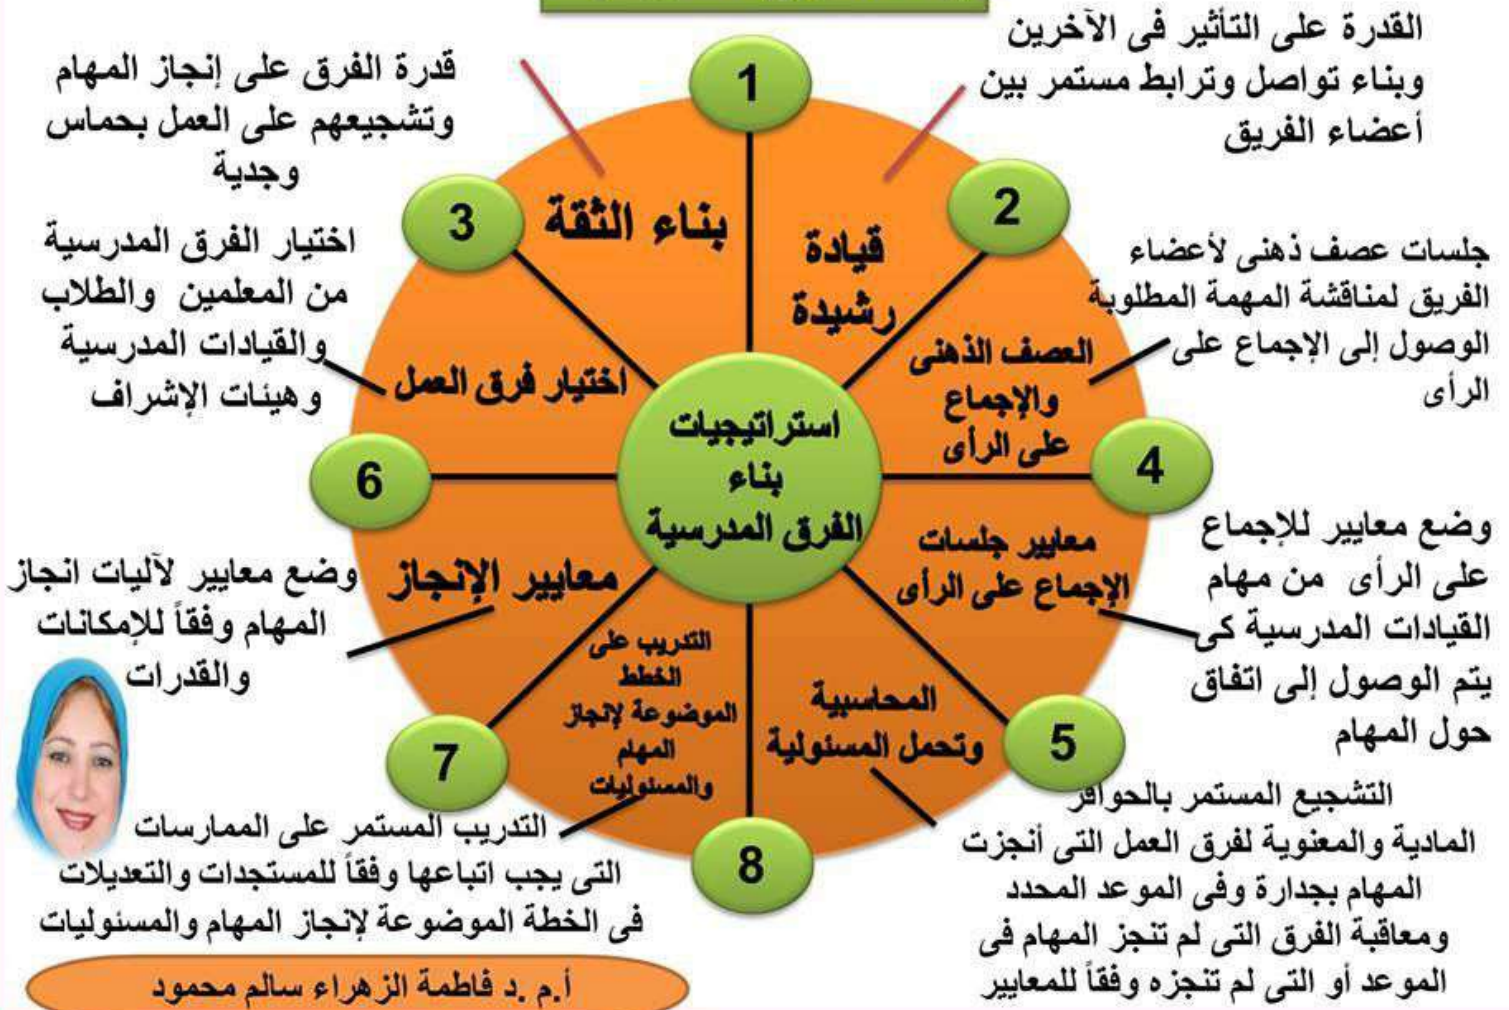 القدرة على التأثير فى الآخرين
وبناء تواصل وترابط مستمر بين
أعضاء الفريق
قدرة الفرق على إنجاز المهام
وتشجيعهم على العمل بحماس
وجدية
1
2
3
بناء الثقة
قيادة
رشيدة
جلسات عصف ذهنى لأعضاء
الفريق لمناقشة المهمة المطلوبة
الوصول إلى الإجماع على
الرأى
العصف الذهنى
والإجماع
على الرأى
اختيار الفرق المدرسية
من المعلمين والطلاب
والقيادات المدرسية
وهيئات الإشراف
اختيار فرق العمل
استراتيجيات
بناء
الفرق المدرسية
4
6
وضع معايير للإجماع
على الرأى من مهام
القيادات المدرسية كى
يتم الوصول إلى اتفاق
حول المهام
معايير جلسات
الإجماع على الرأى
معايير الإنجاز
وضع معايير لآليات انجاز
المهام وفقاً للإمكانات
والقدرات
المحاسبية
وتحمل المسئولية
التدريب على
الخطط
الموضوعة لإنجاز
المهام
والمسئوليات
5
7
8
التشجيع المستمر بالحوافز
المادية والمعنوية لفرق العمل التى أنجزت
المهام بجدارة وفى الموعد المحدد
ومعاقبة الفرق التى لم تنجز المهام فى
الموعد أو التى لم تنجزه وفقاً للمعايير
التدريب المستمر على الممارسات
التى يجب اتباعها وفقاً للمستجدات والتعديلات
فى الخطة الموضوعة لإنجاز المهام والمسئوليات
أ.م .د فاطمة الزهراء سالم محمود